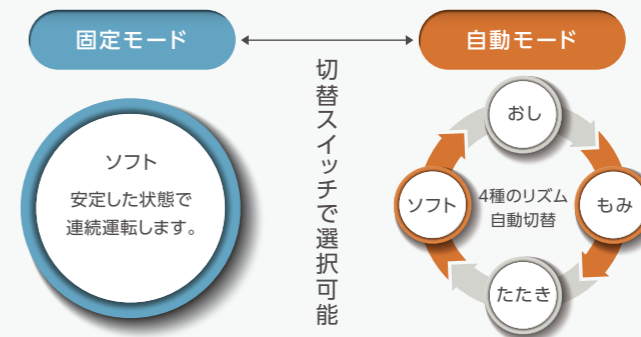 固定モード
自動モード
切替スイッチで選択可能
ソフト
安定した状態で
連続運転します。
おし
ソフト
4種のリズム
自動切替
もみ
たたき